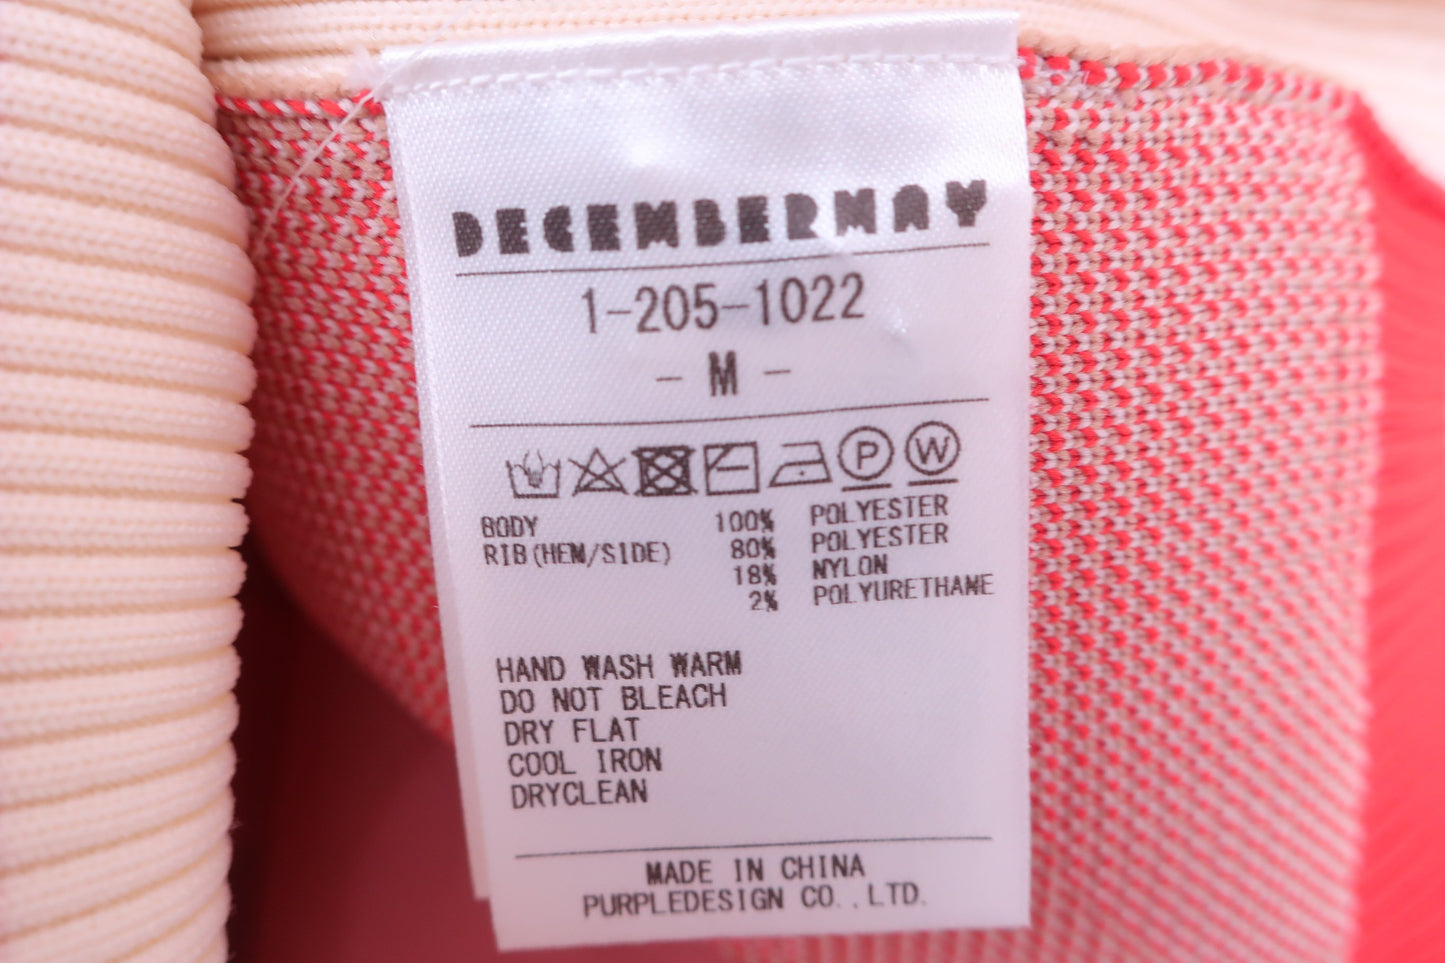 DECEMBERMAY
1-205-1022
- M -
P W
BODY 100% POLYESTER
RIB(HEM/SIDE) 80% POLYESTER
18% NYLON
2% POLYURETHANE
HAND WASH WARM
DO NOT BLEACH
DRY FLAT
COOL IRON
DRYCLEAN
MADE IN CHINA
PURPLEDESIGN CO.,LTD.